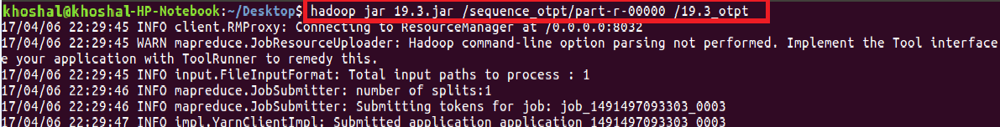 khoshal@khoshal-HP-Notebook:~/Desktop$ hadoop jar 19.3.jar /sequence_otpt/part-r-00000 /19.3_otpt
17/04/06 22:29:45 INFO client.RMProxy: Connecting to ResourceManager at /0.0.0.0:8032
17/04/06 22:29:45 WARN mapreduce.JobResourceUploader: Hadoop command-line option parsing not performed. Implement the Tool interface
e your application with ToolRunner to remedy this.
17/04/06 22:29:45 INFO input.FileInputFormat: Total input paths to process : 1
17/04/06 22:29:46 INFO mapreduce.JobSubmitter: number of splits:1
17/04/06 22:29:46 INFO mapreduce.JobSubmitter: Submitting tokens for job: job_1491497093303_0003
17/04/06 22:29:47 INFO impl.YarnClientImpl: Submitted application application_1491497093303_0003